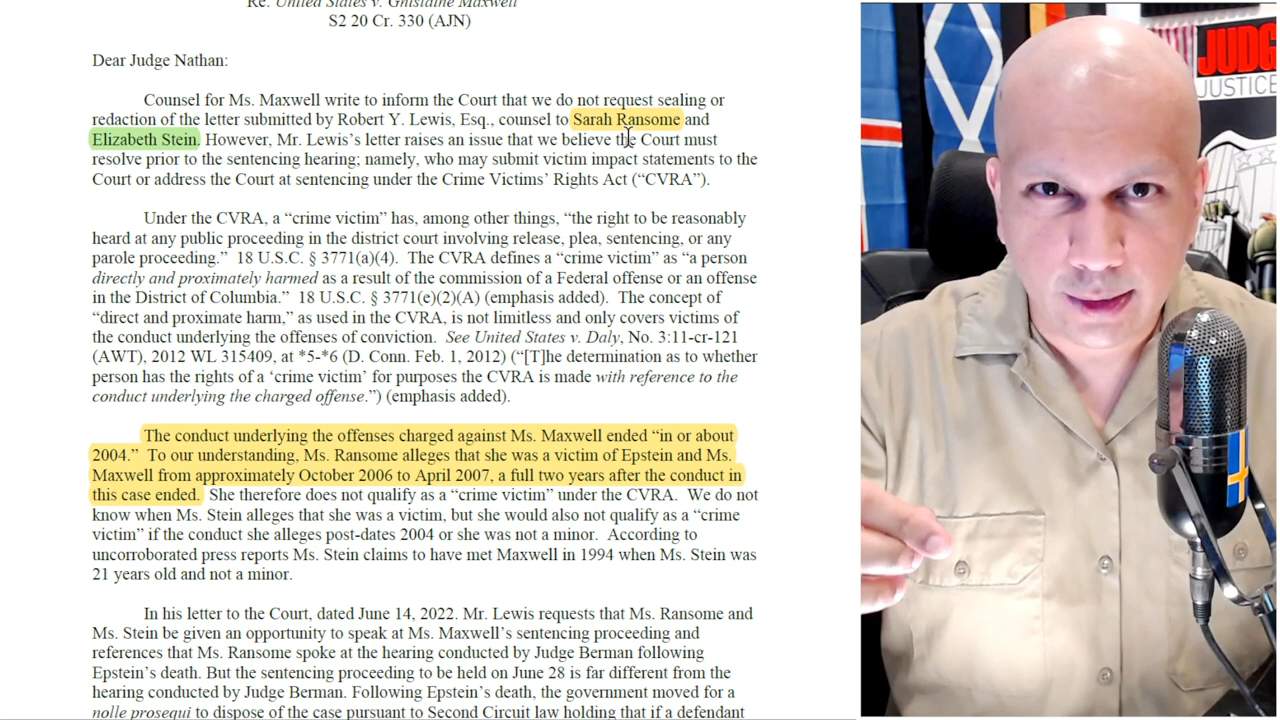 Re: United States v. Ghislaine Maxwell
S2 20 Cr. 330 (AJN)
Dear Judge Nathan:
Counsel for Ms. Maxwell write to inform the Court that we do not request sealing or
redaction of the letter submitted by Robert Y. Lewis, Esq., counsel to Sarah Ransome and
Elizabeth Stein. However, Mr. Lewis’s letter raises an issue that we believe the Court must
resolve prior to the sentencing hearing; namely, who may submit victim impact statements to the
Court or address the Court at sentencing under the Crime Victims’ Rights Act (“CVRA”).
Under the CVRA, a “crime victim” has, among other things, “the right to be reasonably
heard at any public proceeding in the district court involving release, plea, sentencing, or any
parole proceeding.” 18 U.S.C. § 3771(a)(4). The CVRA defines a “crime victim” as “a person
directly and proximately harmed as a result of the commission of a Federal offense or an offense
in the District of Columbia.” 18 U.S.C. § 3771(e)(2)(A) (emphasis added). The concept of
“direct and proximate harm,” as used in the CVRA, is not limitless and only covers victims of
the conduct underlying the offenses of conviction. See United States v. Daly, No. 3:11-cr-121
(AWT), 2012 WL 315409, at *5-*6 (D. Conn. Feb. 1, 2012) (“[T]he determination as to whether
person has the rights of a ‘crime victim’ for purposes the CVRA is made with reference to the
conduct underlying the charged offense.”) (emphasis added).
The conduct underlying the offenses charged against Ms. Maxwell ended “in or about
2004.” To our understanding, Ms. Ransome alleges that she was a victim of Epstein and Ms.
Maxwell from approximately October 2006 to April 2007, a full two years after the conduct in
this case ended. She therefore does not qualify as a “crime victim” under the CVRA. We do not
know when Ms. Stein alleges that she was a victim, but she would also not qualify as a “crime
victim” if the conduct she alleges post-dates 2004 or she was not a minor. According to
uncorroborated press reports Ms. Stein claims to have met Maxwell in 1994 when Ms. Stein was
21 years old and not a minor.
In his letter to the Court, dated June 14, 2022. Mr. Lewis requests that Ms. Ransome and
Ms. Stein be given an opportunity to speak at Ms. Maxwell’s sentencing proceeding and
references that Ms. Ransome spoke at the hearing conducted by Judge Berman following
Epstein’s death. But the sentencing proceeding to be held on June 28 is far different from the
hearing conducted by Judge Berman. Following Epstein’s death, the government moved for a
nolle prosequi to dispose of the case pursuant to Second Circuit law holding that if a defendant
JUDG
JUSTICE